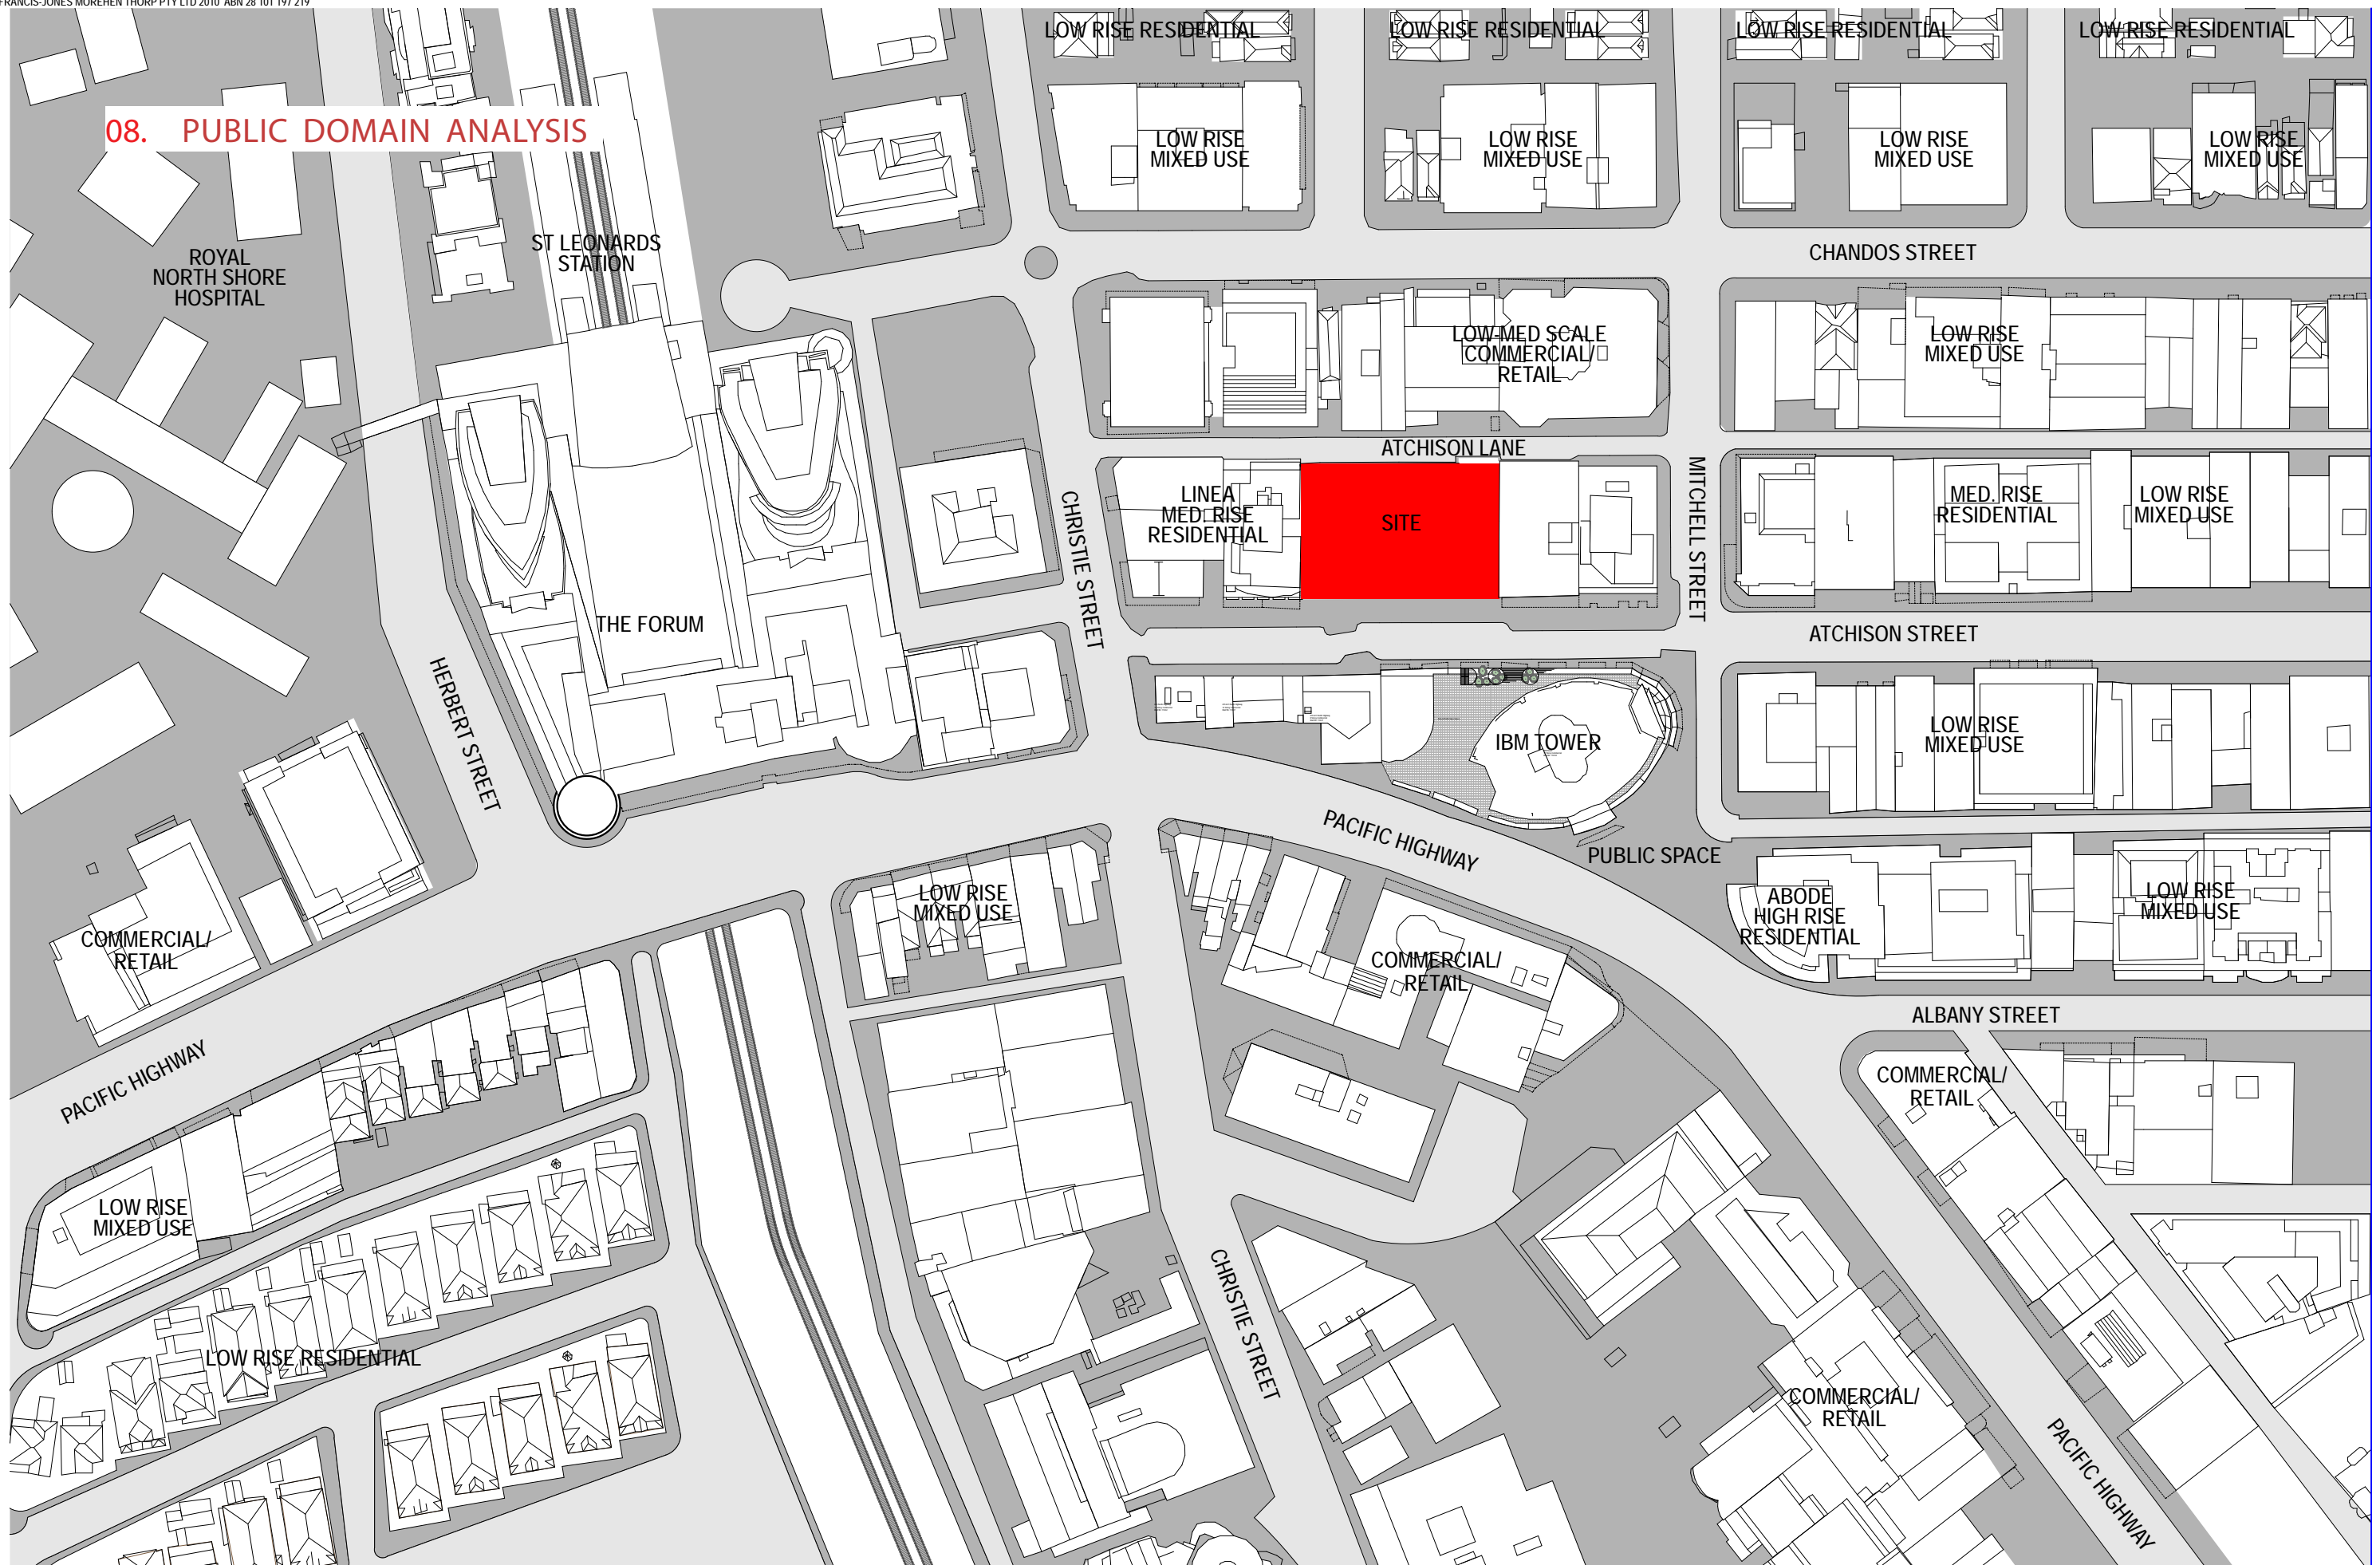 FRANCIS-JONES MOREHEN THORP PTY LTD 2010 ABN 28 101 197 219
LOW RISE RESIDENTIAL
LOW RISE RESIDENTIAL
LOW RISE RESIDENTIAL
LOW RISE RESIDENTIAL
08. PUBLIC DOMAIN ANALYSIS
LOW RISE
MIXED USE
LOW RISE
MIXED USE
LOW RISE
MIXED USE
LOW RISE
MIXED USE
ROYAL
NORTH SHORE
HOSPITAL
ST LEONARDS
STATION
CHANDOS STREET
LOW-MED SCALE
COMMERCIAL/
RETAIL
LOW RISE
MIXED USE
ATCHISON LANE
LINEA
MED. RISE
RESIDENTIAL
SITE
MITCHELL STREET
MED. RISE
RESIDENTIAL
LOW RISE
MIXED USE
CHRISTIE STREET
THE FORUM
ATCHISON STREET
HERBERT STREET
IBM TOWER
LOW RISE
MIXED USE
PACIFIC HIGHWAY
PUBLIC SPACE
LOW RISE
MIXED USE
ABODE
HIGH RISE
RESIDENTIAL
LOW RISE
MIXED USE
COMMERCIAL/
RETAIL
COMMERCIAL/
RETAIL
ALBANY STREET
PACIFIC HIGHWAY
COMMERCIAL/
RETAIL
LOW RISE
MIXED USE
CHRISTIE STREET
LOW RISE RESIDENTIAL
COMMERCIAL/
RETAIL
PACIFIC HIGHWAY